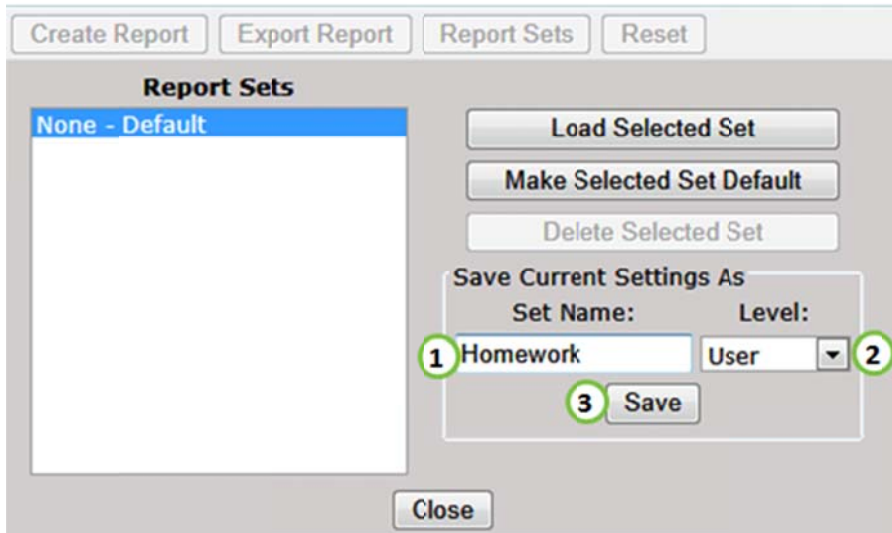 Create Report Export Report Report Sets Reset
Report Sets
None - Default
Load Selected Set
Make Selected Set Default
Delete Selected Set
Save Current Settings As
Set Name: Level:
1 Homework User 2
3 Save
Close